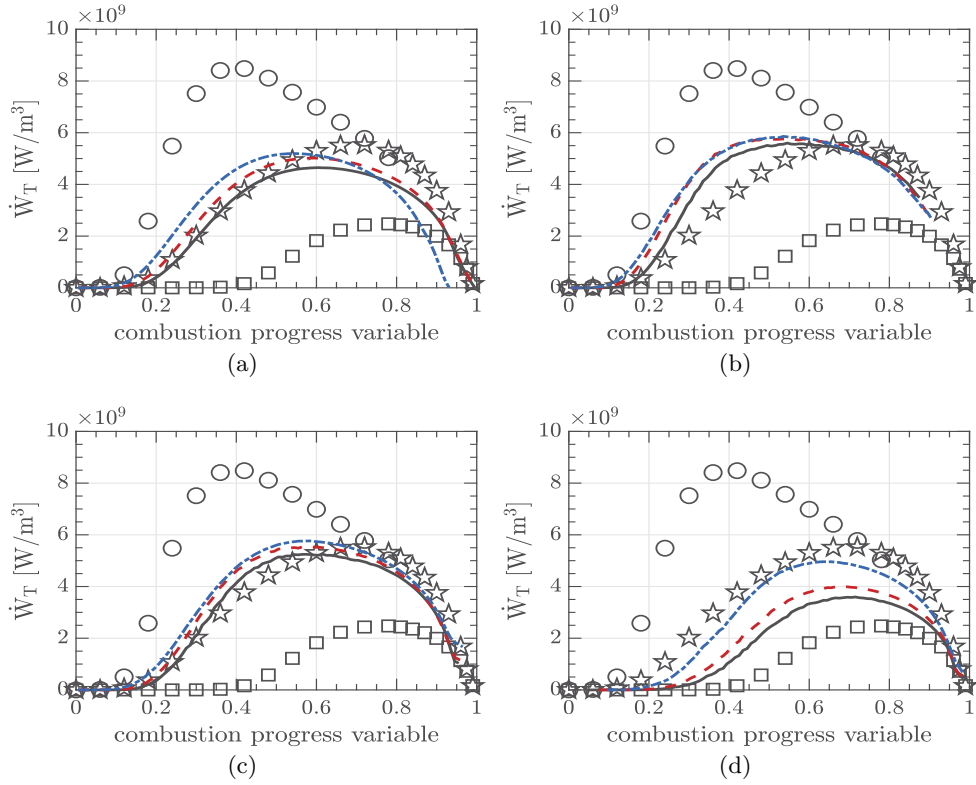 ×10⁹ ×10⁹
10 8 6 4 2 0
Ẇ_T [W/m³]
0 0.2 0.4 0.6 0.8 1
combustion progress variable
(a)
10 8 6 4 2 0
Ẇ_T [W/m³]
0 0.2 0.4 0.6 0.8 1
combustion progress variable
(b)
×10⁹ ×10⁹
10 8 6 4 2 0
Ẇ_T [W/m³]
0 0.2 0.4 0.6 0.8 1
combustion progress variable
(c)
10 8 6 4 2 0
Ẇ_T [W/m³]
0 0.2 0.4 0.6 0.8 1
combustion progress variable
(d)